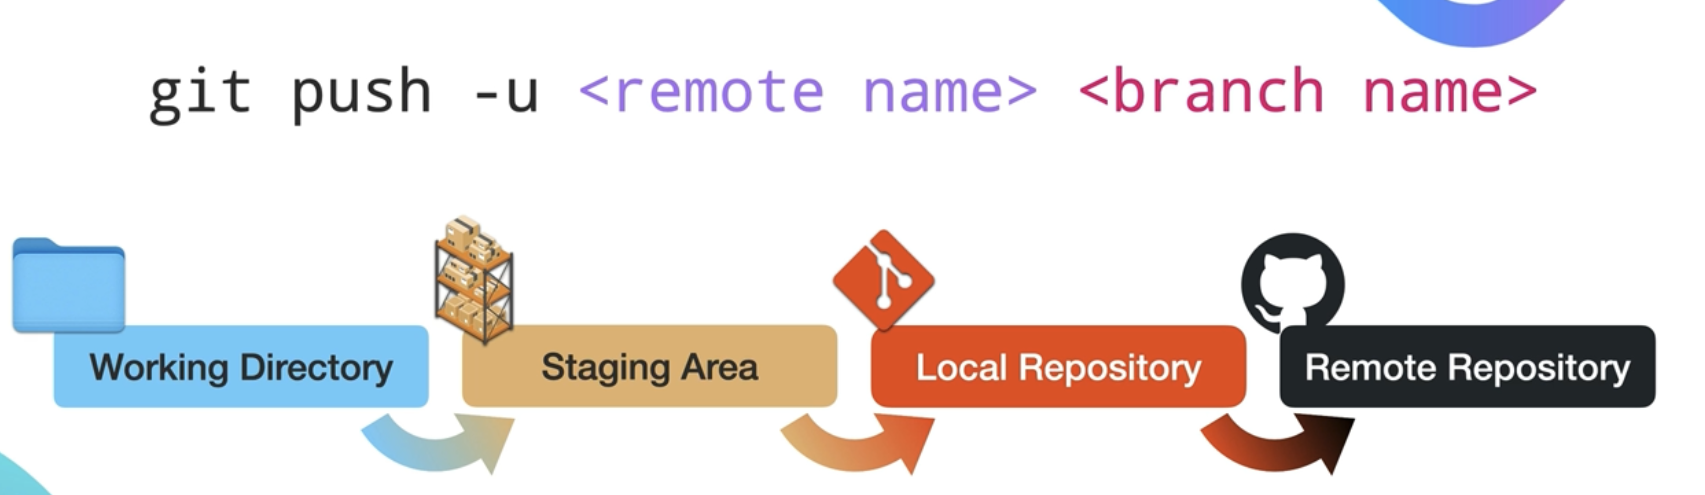 git push -u <remote name> <branch name>
Working Directory
Staging Area
Local Repository
Remote Repository